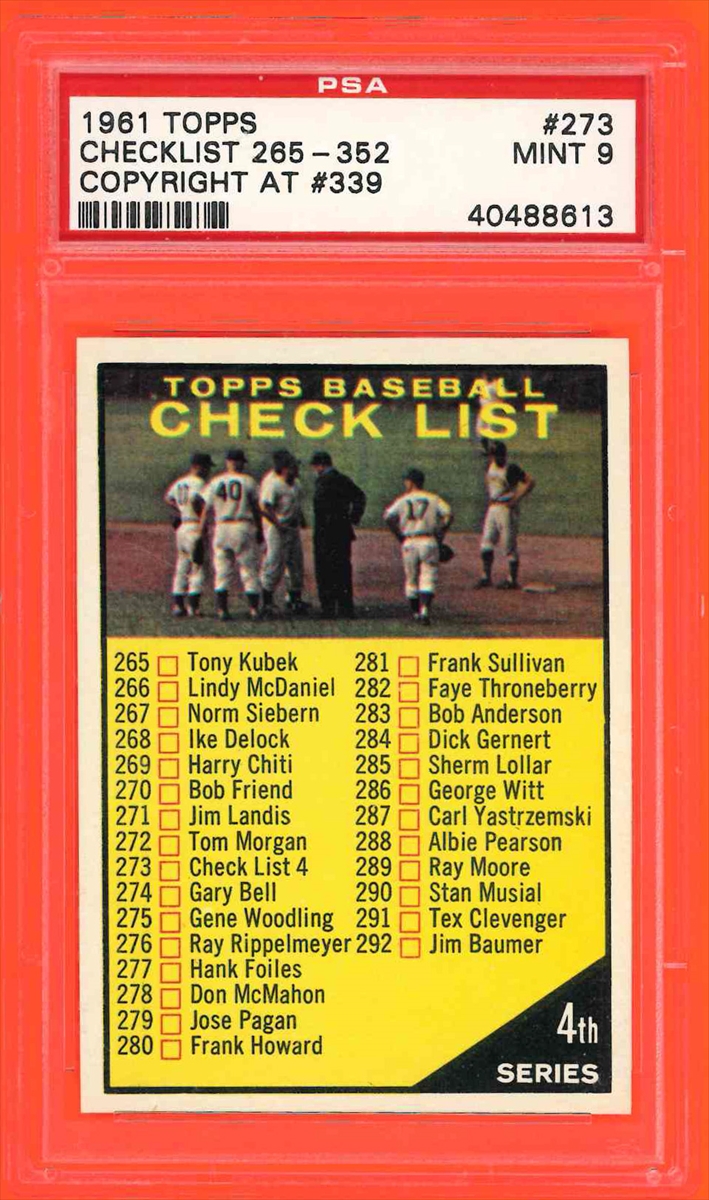 PSA
1961 TOPPS #273
CHECKLIST 265-352 MINT 9
COPYRIGHT AT #339
40488613
TOPPS BASEBALL
CHECK LIST
40
17
265 Tony Kubek
266 Lindy McDaniel
267 Norm Siebern
268 Ike Delock
269 Harry Chiti
270 Bob Friend
271 Jim Landis
272 Tom Morgan
273 Check List 4
274 Gary Bell
275 Gene Woodling
276 Ray Rippelmeyer
277 Hank Foiles
278 Don McMahon
279 Jose Pagan
280 Frank Howard
281 Frank Sullivan
282 Faye Throneberry
283 Bob Anderson
284 Dick Gernert
285 Sherm Lollar
286 George Witt
287 Carl Yastrzemski
288 Albie Pearson
289 Ray Moore
290 Stan Musial
291 Tex Clevenger
292 Jim Baumer
4th
SERIES